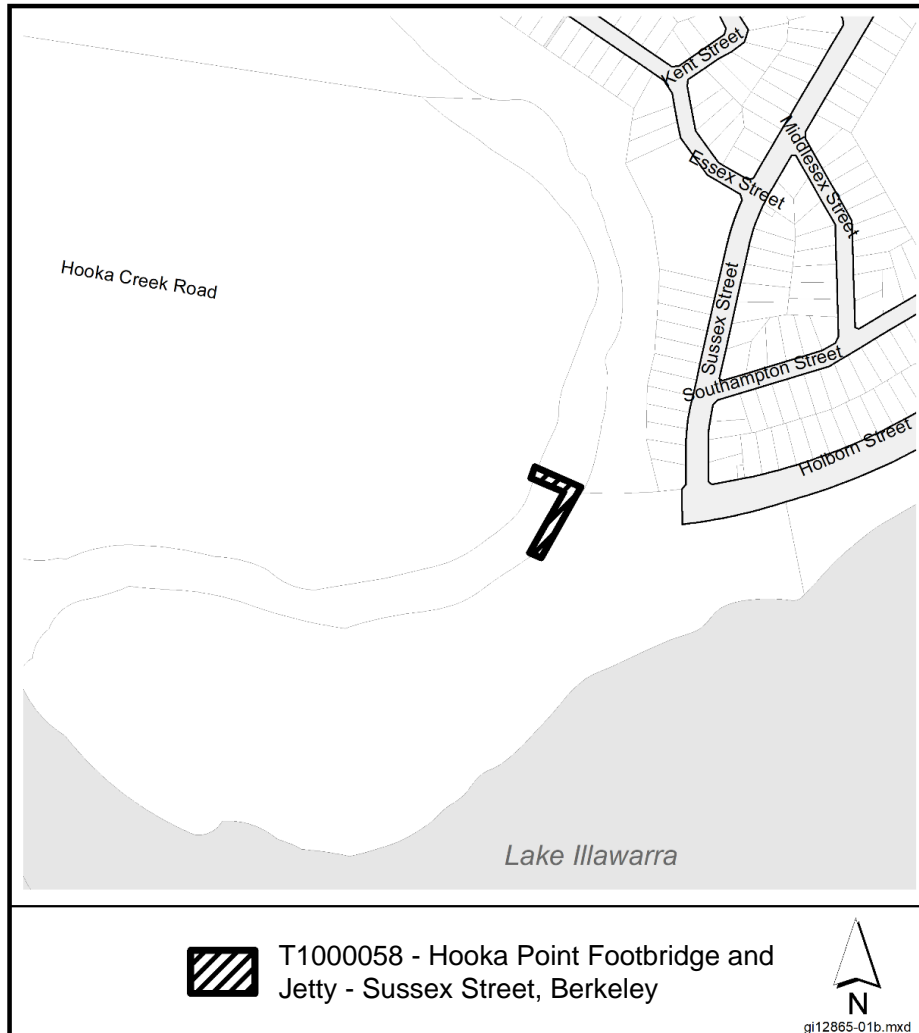 Kent Street
Middlesex Street
Essex Street
Hooka Creek Road
Sussex Street
Southampton Street
Holborn Street
Lake Illawarra
T1000058 - Hooka Point Footbridge and
Jetty - Sussex Street, Berkeley
N
gi12865-01b.mxd